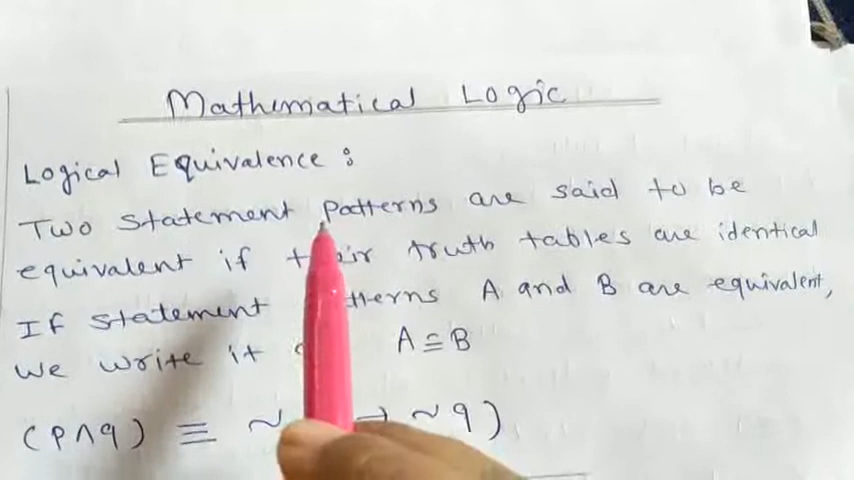 Mathematical Logic
Logical Equivalence :
Two statement patterns are said to be
equivalent if their truth tables are identical
If statement patterns A and B are equivalent,
We write it A ≡ B
(p∧q) ≡ ~ → ~q)